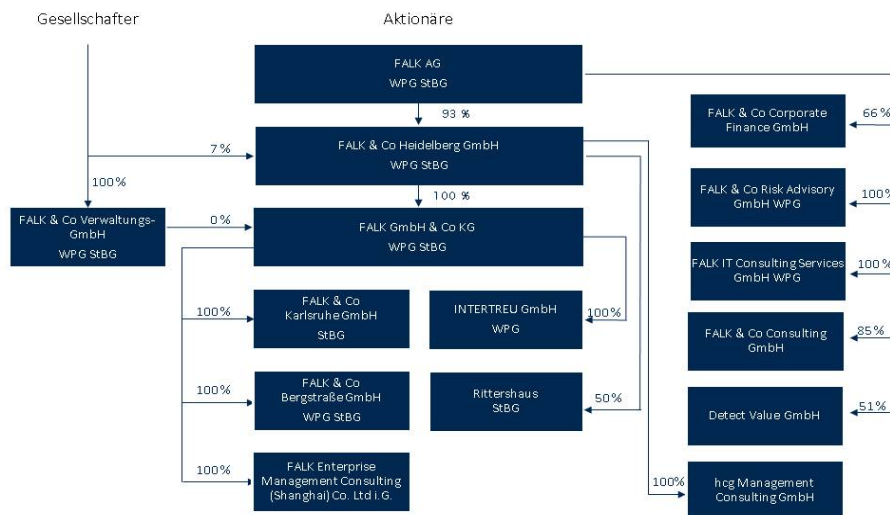 Gesellschafter
Aktionäre
FALK AG
WPG StBG
93 %
FALK & Co Corporate
Finance GmbH
66%
FALK & Co Heidelberg GmbH
WPG StBG
7%
100%
100 %
FALK & Co Risk Advisory
GmbH WPG
100%
FALK & Co Verwaltungs-
GmbH
WPG StBG
0%
FALK GmbH & Co KG
WPG StBG
FALK IT Consulting Services
GmbH WPG
100%
100%
FALK & Co
Karlsruhe GmbH
StBG
INTERTREU GmbH
WPG
100%
FALK & Co Consulting
GmbH
85%
100%
FALK & Co
Bergstraße GmbH
WPG StBG
Rittershaus
StBG
50%
Detect Value GmbH
51%
100%
FALK Enterprise
Management Consulting
(Shanghai) Co. Ltd i.G.
100%
hcg Management
Consulting GmbH